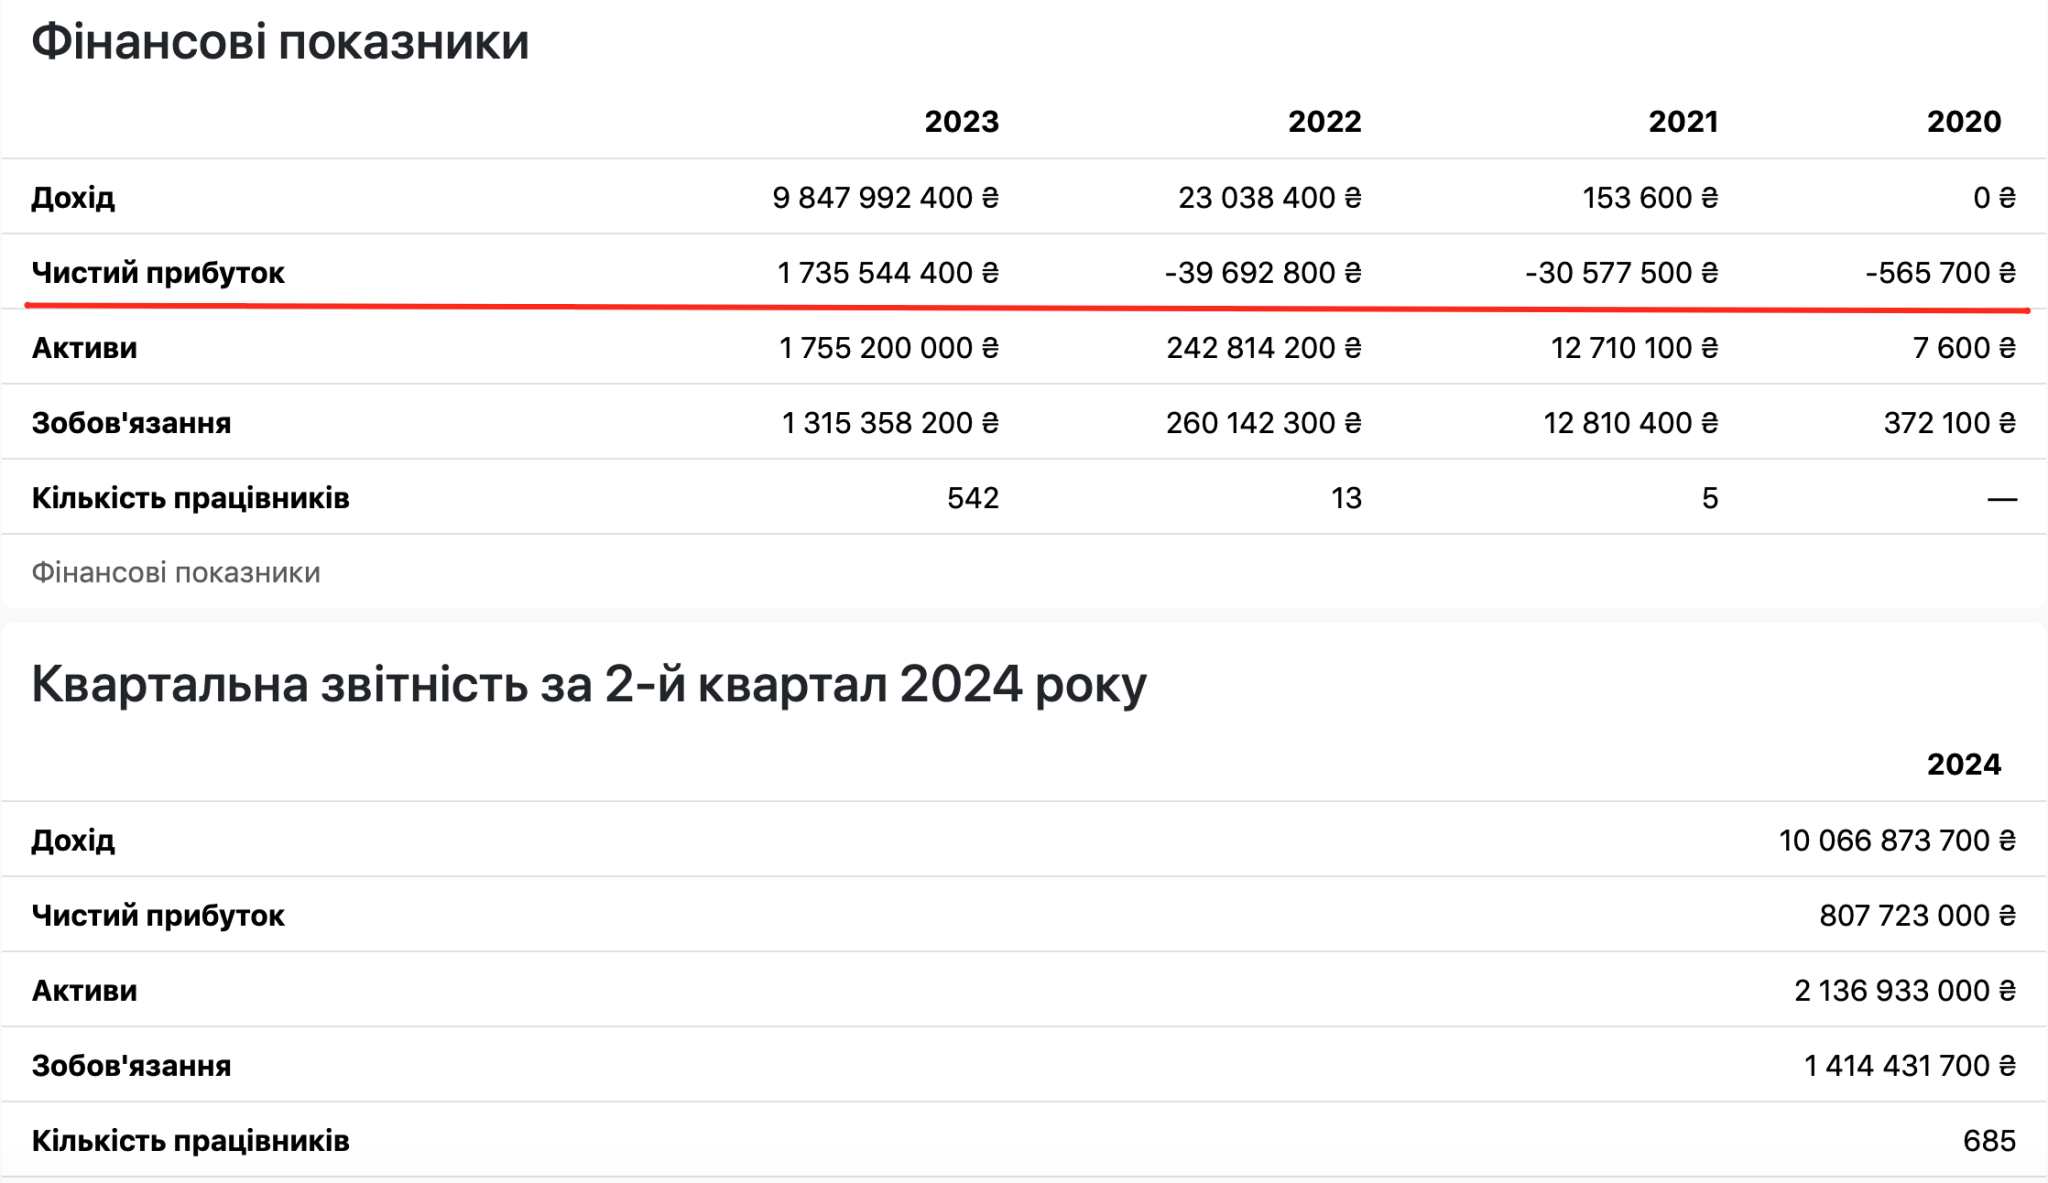 Фінансові показники
2023 2022 2021 2020
Дохід 9 847 992 400 ₴ 23 038 400 ₴ 153 600 ₴ 0 ₴
Чистий прибуток 1 735 544 400 ₴ -39 692 800 ₴ -30 577 500 ₴ -565 700 ₴
Активи 1 755 200 000 ₴ 242 814 200 ₴ 12 710 100 ₴ 7 600 ₴
Зобов'язання 1 315 358 200 ₴ 260 142 300 ₴ 12 810 400 ₴ 372 100 ₴
Кількість працівників 542 13 5 —
Фінансові показники
Квартальна звітність за 2-й квартал 2024 року
2024
Дохід 10 066 873 700 ₴
Чистий прибуток 807 723 000 ₴
Активи 2 136 933 000 ₴
Зобов'язання 1 414 431 700 ₴
Кількість працівників 685